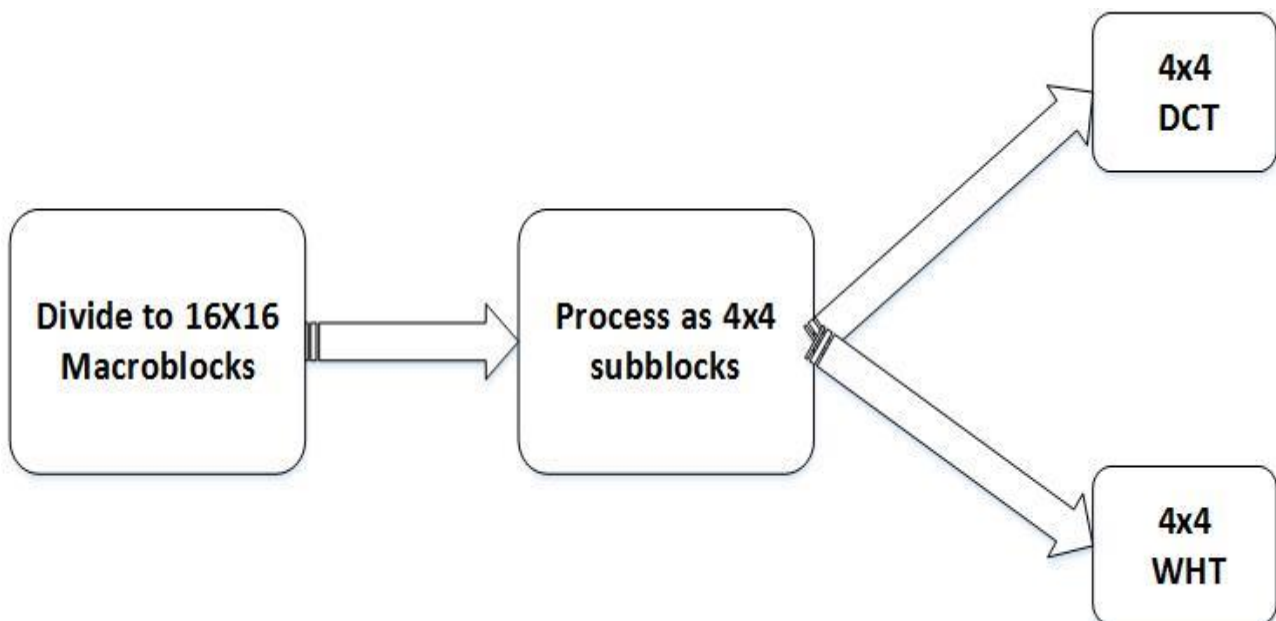 Divide to 16X16
Macroblocks
Process as 4x4
subblocks
4x4
DCT
4x4
WHT